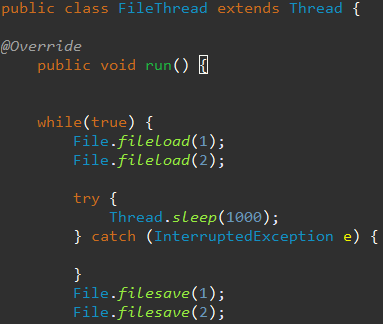 public class FileThread extends Thread {
@Override
public void run() {
while(true) {
File.fileload(1);
File.fileload(2);
try {
Thread.sleep(1000);
} catch (InterruptedException e) {
}
File.filesave(1);
File.filesave(2);